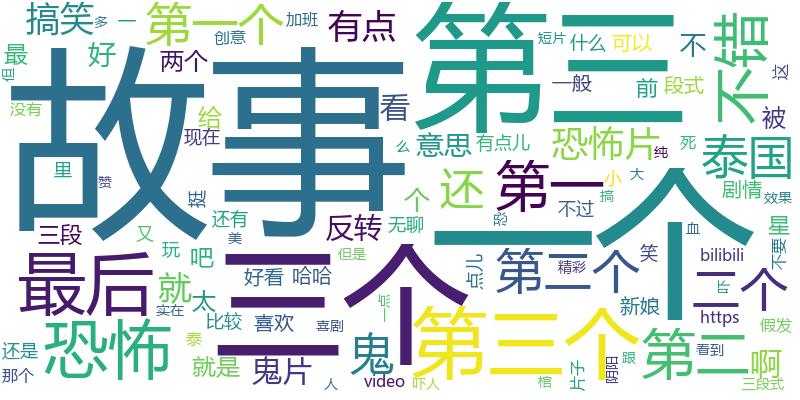 搞笑 多 一 第一个 加班 有点 短片 什么 可以 不 不错 这
但 最 好 两个 创意 第三 一般 前 段式
没有 故事 给 看 被
现在 意思 有点儿 恐怖片 纯 死 泰国
里 赞 挺 么 小 大 剧情 效果
还有 个 还 第一 不过 搞 星
三段 又 美 反转 无聊 恐 一个 血 不要
玩 吧 但是
最后 三个 好看 哈哈 点儿 第二个 精彩 笑 bilibili 二个
就 太 吓 https
实在 比较 喜欢 喜剧 一点 第三个 新娘 假发
还是 恐怖 泰 鬼 第二 看到 啊
那个 就是 鬼片 人 video 吓人 棺 片子 阴阳 跟 三段式